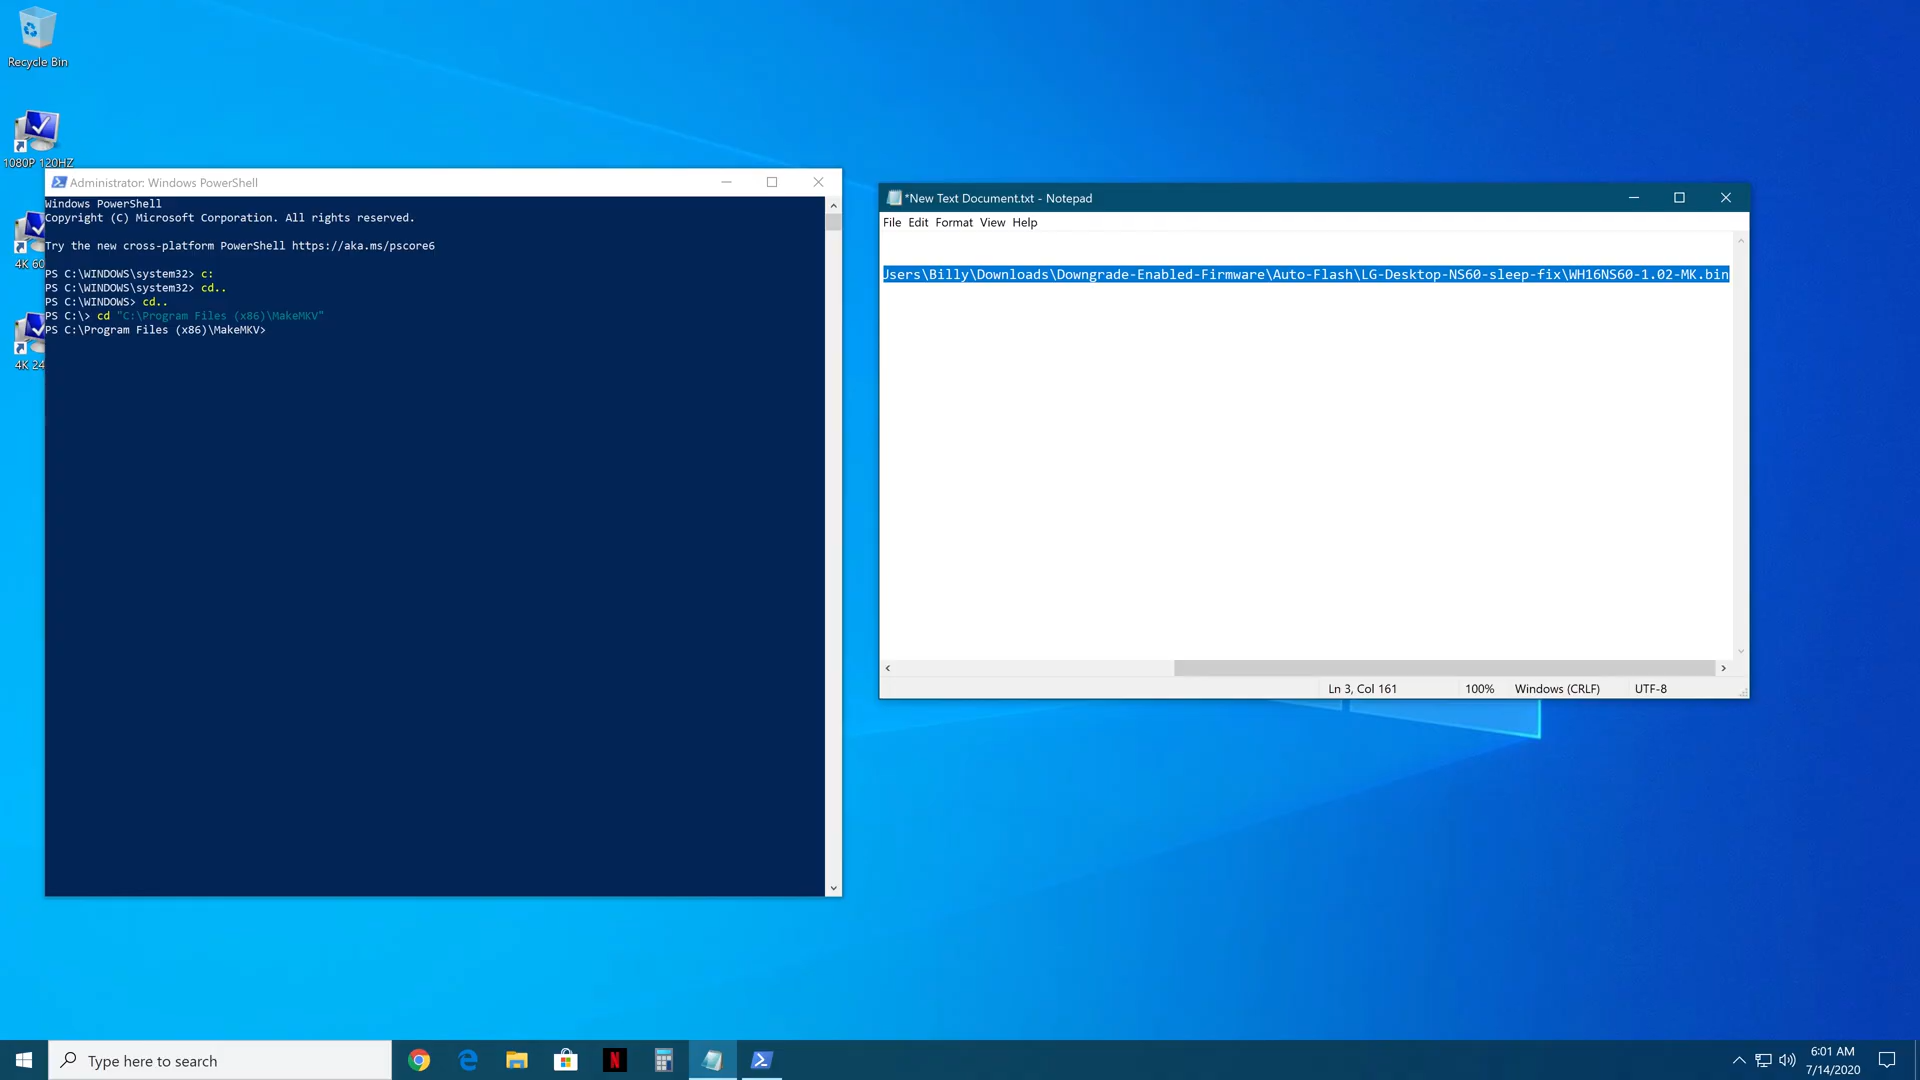 Recycle Bin
1080P 120HZ
4K 60
4K 24
Administrator: Windows PowerShell
Windows PowerShell
Copyright (C) Microsoft Corporation. All rights reserved.
Try the new cross-platform PowerShell https://aka.ms/pscore6
PS C:\WINDOWS\system32> c:
PS C:\WINDOWS\system32> cd..
PS C:\WINDOWS> cd..
PS C:\> cd "C:\Program Files (x86)\MakeMKV"
PS C:\Program Files (x86)\MakeMKV>
*New Text Document.txt - Notepad
File Edit Format View Help
Users\Billy\Downloads\Downgrade-Enabled-Firmware\Auto-Flash\LG-Desktop-NS60-sleep-fix\WH16NS60-1.02-MK.bin
Ln 3, Col 161 100% Windows (CRLF) UTF-8
Type here to search
6:01 AM
7/14/2020